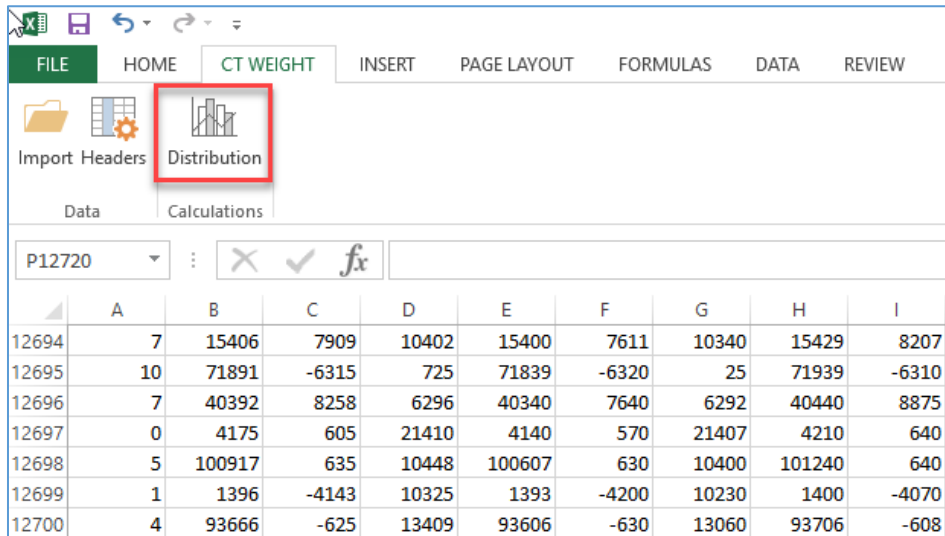 FILE HOME CT WEIGHT INSERT PAGE LAYOUT FORMULAS DATA REVIEW
Import Headers Distribution
Data Calculations
P12720 fx
A B C D E F G H I
12694 7 15406 7909 10402 15400 7611 10340 15429 8207
12695 10 71891 -6315 725 71839 -6320 25 71939 -6310
12696 7 40392 8258 6296 40340 7640 6292 40440 8875
12697 0 4175 605 21410 4140 570 21407 4210 640
12698 5 100917 635 10448 100607 630 10400 101240 640
12699 1 1396 -4143 10325 1393 -4200 10230 1400 -4070
12700 4 93666 -625 13409 93606 -630 13060 93706 -608